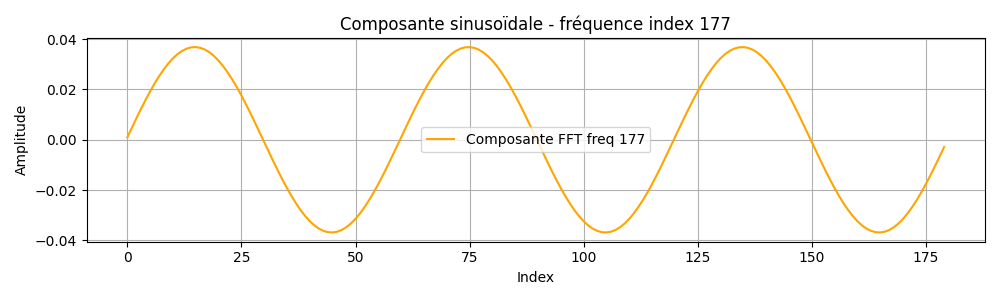 Composante sinusoïdale - fréquence index 177
0.04
0.02
0.00
−0.02
−0.04
Amplitude
Composante FFT freq 177
0 25 50 75 100 125 150 175
Index